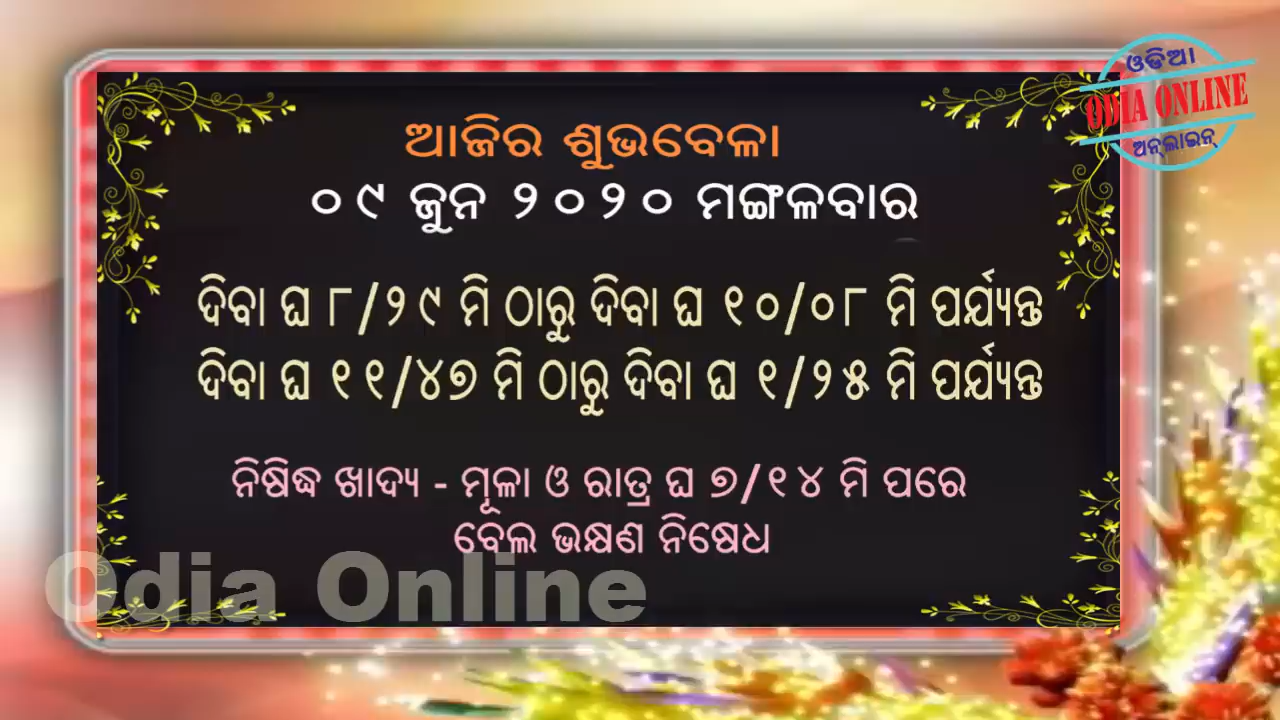 ଓଡିଆ
ODIA ONLINE
ଅନ୍‌ଲାଇନ୍
ଆଜିର ଶୁଭବେଳା
୦୯ ଜୁନ ୨୦୨୦ ମଙ୍ଗଳବାର
ଦିବା ଘ ୮/୨୯ ମି ଠାରୁ ଦିବା ଘ ୧୦/୦୮ ମି ପର୍ଯ୍ୟନ୍ତ
ଦିବା ଘ ୧୧/୪୭ ମି ଠାରୁ ଦିବା ଘ ୧/୨୫ ମି ପର୍ଯ୍ୟନ୍ତ
ନିଷିଦ୍ଧ ଖାଦ୍ୟ - ମୂଳା ଓ ରାତ୍ର ଘ ୭/୧୪ ମି ପରେ
ବେଲ ଭକ୍ଷଣ ନିଷେଧ
Odia Online